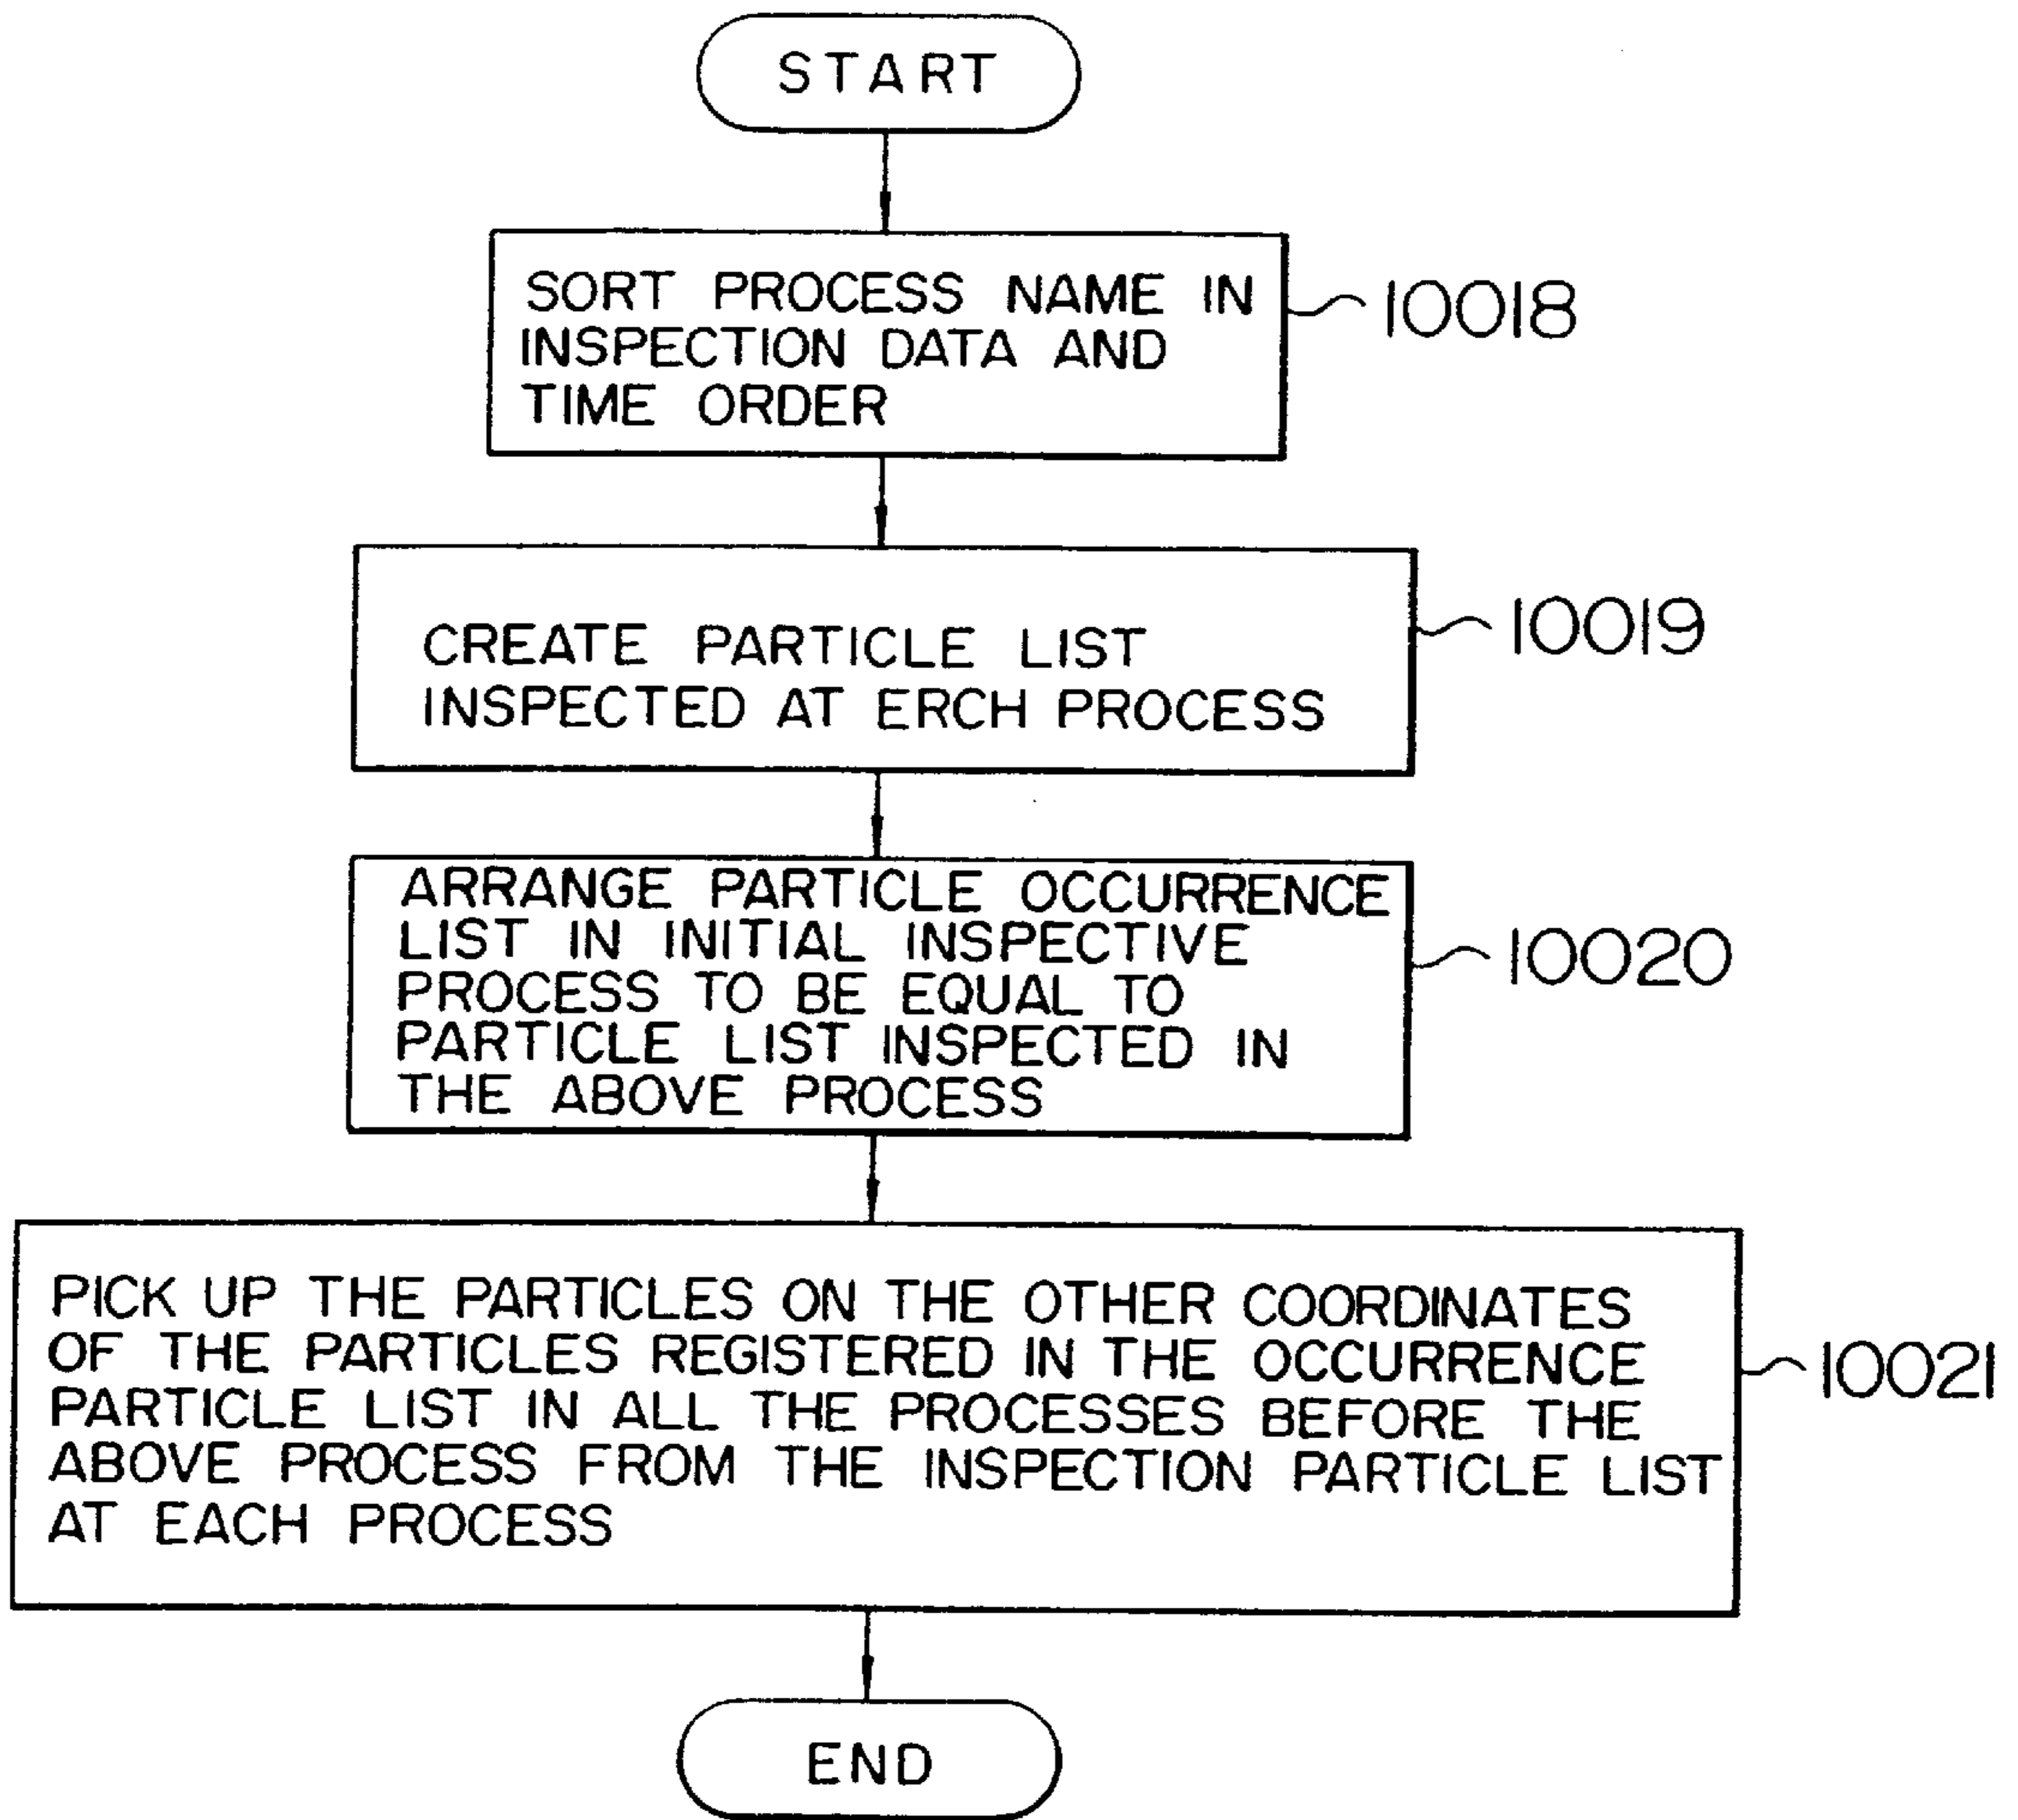 START
SORT PROCESS NAME IN
INSPECTION DATA AND
TIME ORDER
10018
CREATE PARTICLE LIST
INSPECTED AT ERCH PROCESS
10019
ARRANGE PARTICLE OCCURRENCE
LIST IN INITIAL INSPECTIVE
PROCESS TO BE EQUAL TO
PARTICLE LIST INSPECTED IN
THE ABOVE PROCESS
10020
PICK UP THE PARTICLES ON THE OTHER COORDINATES
OF THE PARTICLES REGISTERED IN THE OCCURRENCE
PARTICLE LIST IN ALL THE PROCESSES BEFORE THE
ABOVE PROCESS FROM THE INSPECTION PARTICLE LIST
AT EACH PROCESS
10021
END